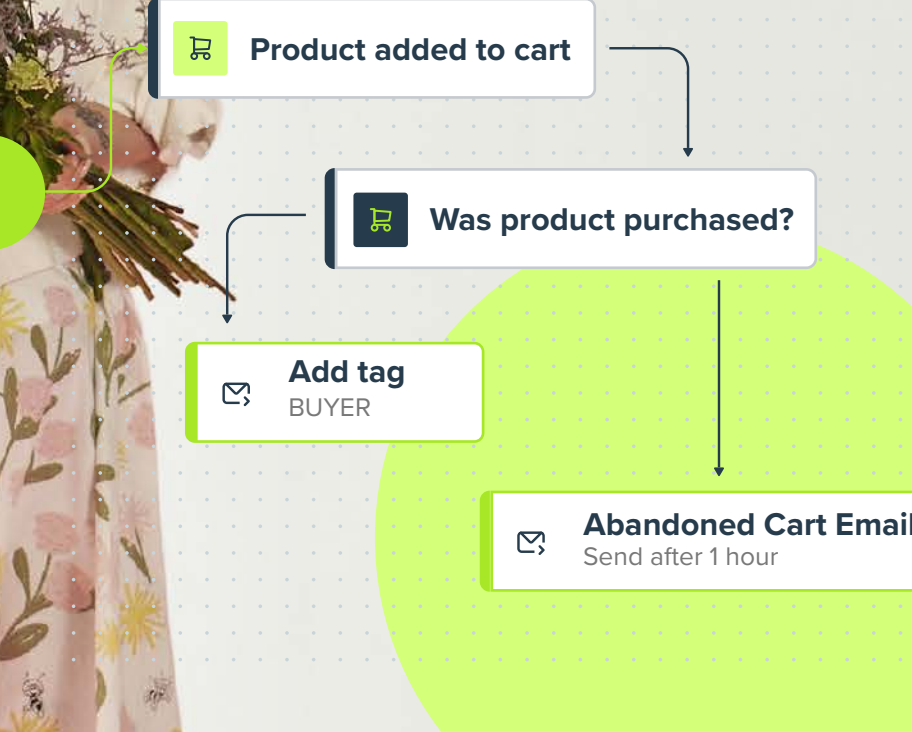 Product added to cart
Was product purchased?
Add tag
BUYER
Abandoned Cart Email
Send after 1 hour